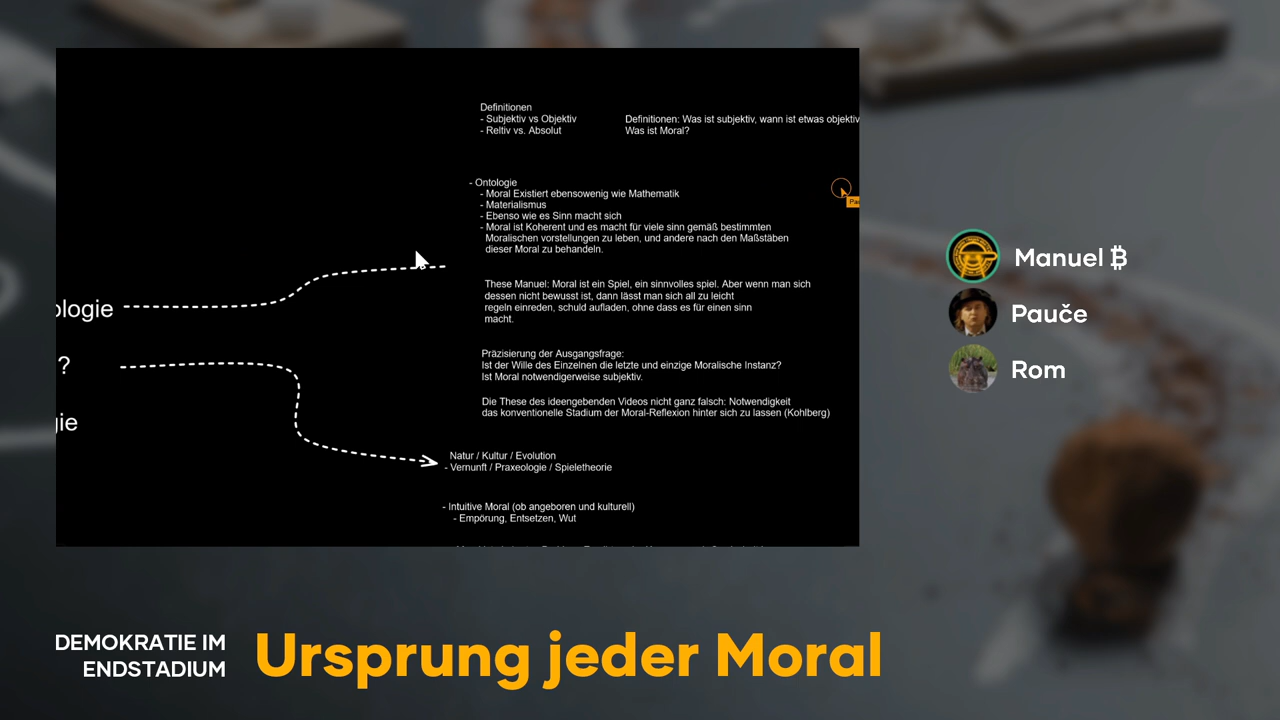 Definitionen
- Subjektiv vs Objektiv
- Reltiv vs. Absolut
Definitionen: Was ist subjektiv, wann ist etwas objektiv
Was ist Moral?
- Ontologie
- Moral Existiert ebensowenig wie Mathematik
- Materialismus
- Ebenso wie es Sinn macht sich
- Moral ist Koherent und es macht für viele sinn gemäß bestimmten
Moralischen vorstellungen zu leben, und andere nach den Maßstäben
dieser Moral zu behandeln.
These Manuel: Moral ist ein Spiel, ein sinnvolles spiel. Aber wenn man sich
dessen nicht bewusst ist, dann lässt man sich all zu leicht
regeln einreden, schuld aufladen, ohne dass es für einen sinn
macht.
Präzisierung der Ausgangsfrage:
Ist der Wille des Einzelnen die letzte und einzige Moralische Instanz?
Ist Moral notwendigerweise subjektiv.
Die These des ideengebenden Videos nicht ganz falsch: Notwendigkeit
das konventionelle Stadium der Moral-Reflexion hinter sich zu lassen (Kohlberg)
ologie
?
gie
Natur / Kultur / Evolution
- Vernunft / Praxeologie / Spieletheorie
- Intuitive Moral (ob angeboren und kulturell)
- Empörung, Entsetzen, Wut
Manuel ₿
Pauče
Rom
DEMOKRATIE IM
ENDSTADIUM
Ursprung jeder Moral